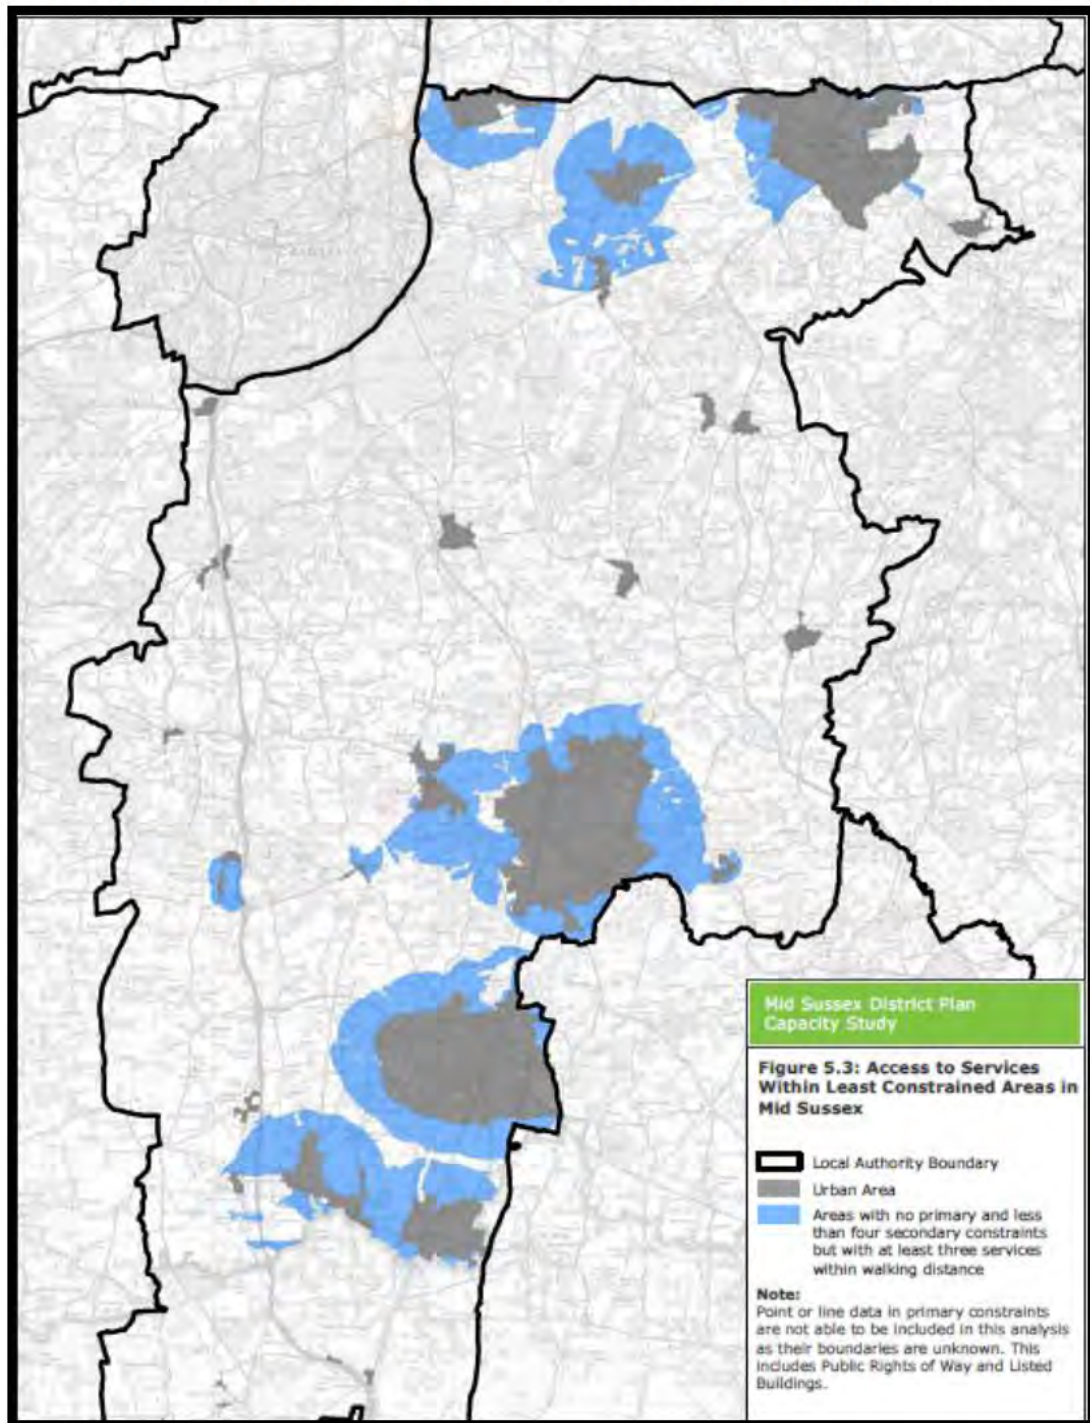 Mid Sussex District Plan
Capacity Study
Figure 5.3: Access to Services
Within Least Constrained Areas in
Mid Sussex
Local Authority Boundary
Urban Area
Areas with no primary and less
than four secondary constraints
but with at least three services
within walking distance
Note:
Point or line data in primary constraints
are not able to be included in this analysis
as their boundaries are unknown. This
includes Public Rights of Way and Listed
Buildings.